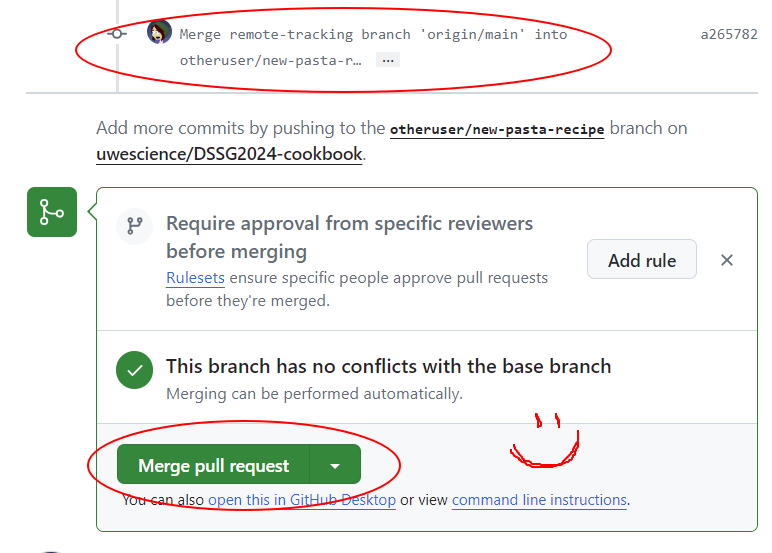 Merge remote-tracking branch 'origin/main' into a265782
otheruser/new-pasta-r… ...
Add more commits by pushing to the otheruser/new-pasta-recipe branch on
uwescience/DSSG2024-cookbook.
Require approval from specific reviewers
before merging
Rulesets ensure specific people approve pull requests
before they're merged.
Add rule
This branch has no conflicts with the base branch
Merging can be performed automatically.
Merge pull request
You can also open this in GitHub Desktop or view command line instructions.